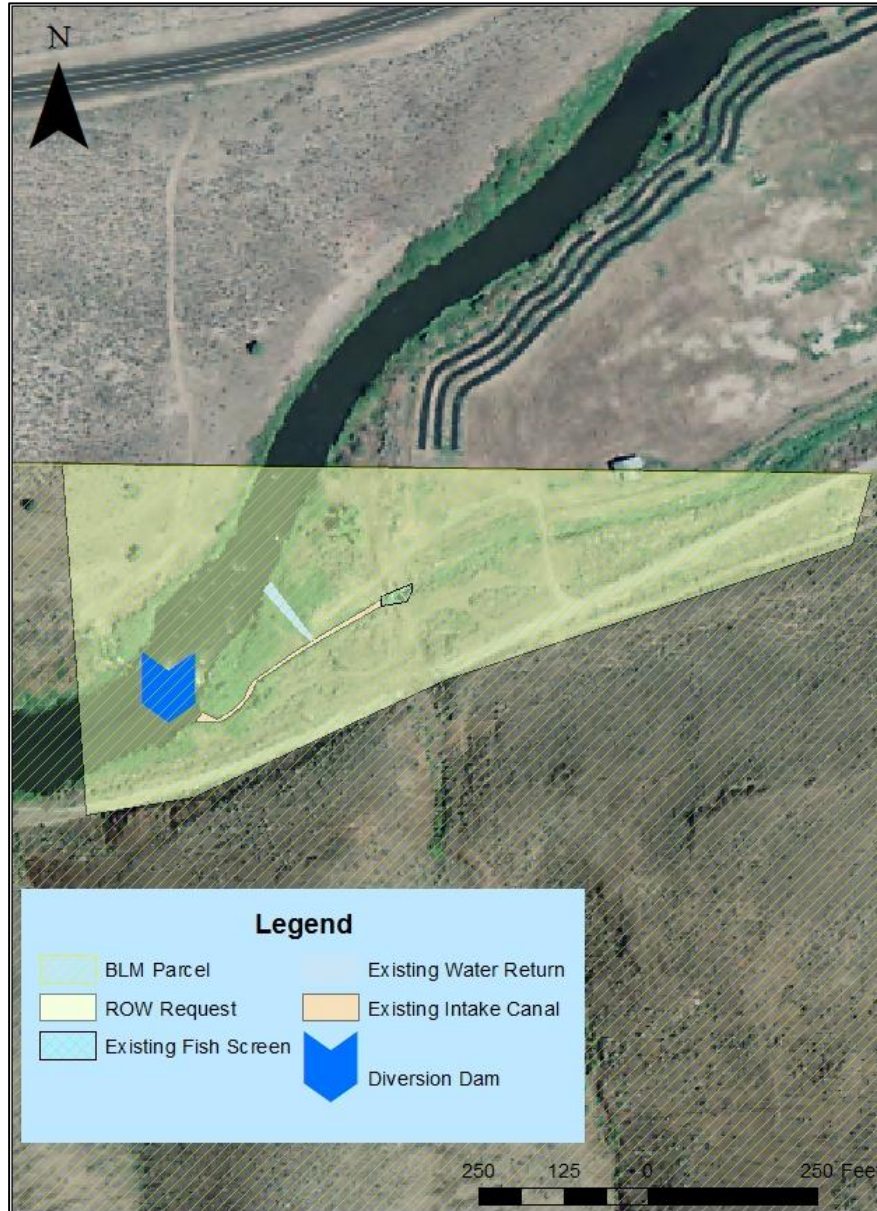 N
Legend
BLM Parcel
Existing Water Return
ROW Request
Existing Intake Canal
Existing Fish Screen
Diversion Dam
250 125 0 250 Feet